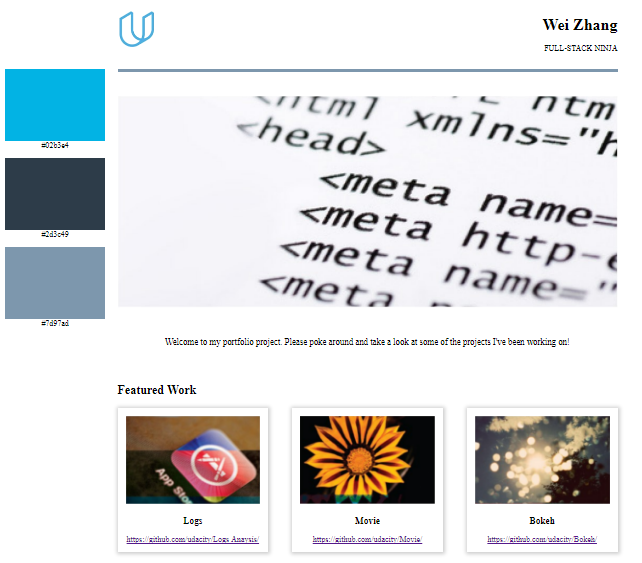 Wei Zhang
FULL-STACK NINJA
#02b3e4
#2d3c49
#7d97ad
<html
xmlns="h
<head>
<meta name=
<meta http-e
<meta name="
<meta name="
Welcome to my portfolio project. Please poke around and take a look at some of the projects I've been working on!
Featured Work
App Stor
Logs
Movie
Bokeh
https://github.com/udacity/Logs Anaysis/
https://github.com/udacity/Movie/
https://github.com/udacity/Bokeh/